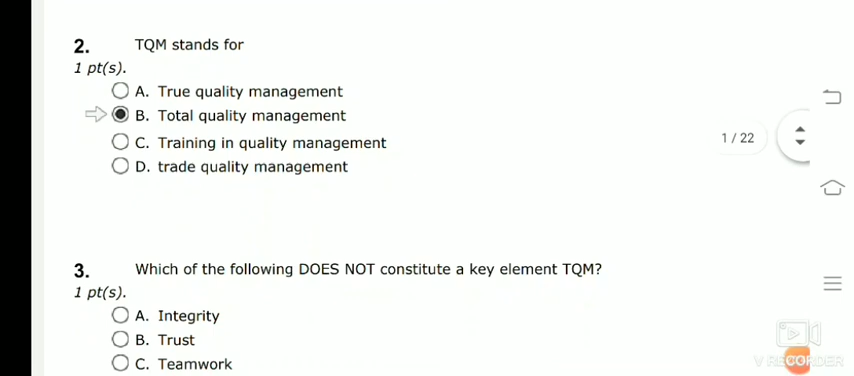 2. TQM stands for
1 pt(s).
A. True quality management
B. Total quality management
C. Training in quality management
D. trade quality management
1 / 22
3. Which of the following DOES NOT constitute a key element TQM?
1 pt(s).
A. Integrity
B. Trust
C. Teamwork
V RECORDER